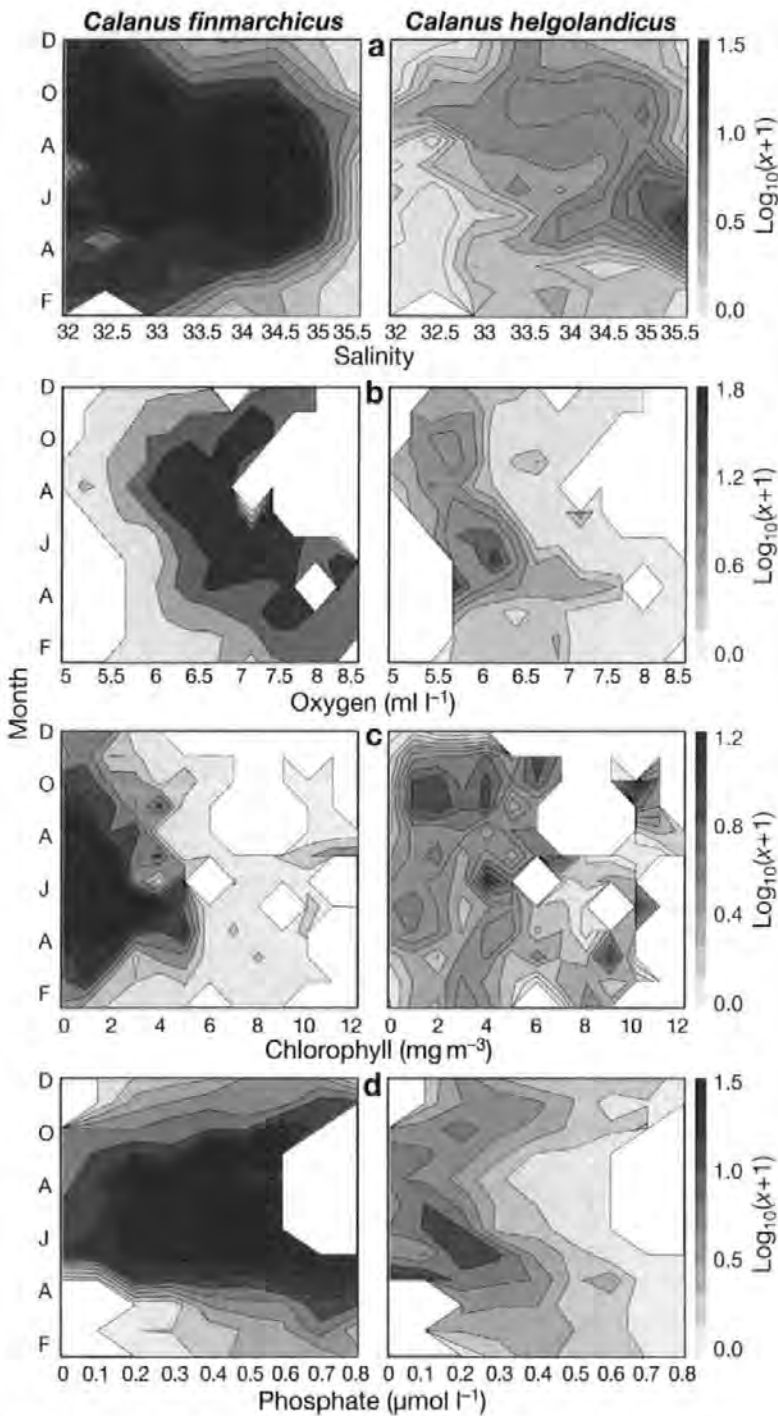 Calanus finmarchicus Calanus helgolandicus
a
D
O
A
J
A
F
32 32.5 33 33.5 34 34.5 35 35.5
32 32.5 33 33.5 34 34.5 35 35.5
Salinity
1.5
1.0
0.5
0.0
Log10(x+1)
b
D
O
A
J
A
F
5 5.5 6 6.5 7 7.5 8 8.5
5 5.5 6 6.5 7 7.5 8 8.5
Oxygen (ml l–1)
1.8
1.2
0.6
0.0
Log10(x+1)
Month
c
D
O
A
J
A
F
0 2 4 6 8 10 12
0 2 4 6 8 10 12
Chlorophyll (mg m–3)
1.2
0.8
0.4
0.0
Log10(x+1)
d
D
O
A
J
A
F
0 0.1 0.2 0.3 0.4 0.5 0.6 0.7 0.8
0 0.1 0.2 0.3 0.4 0.5 0.6 0.7 0.8
Phosphate (µmol l–1)
1.5
1.0
0.5
0.0
Log10(x+1)